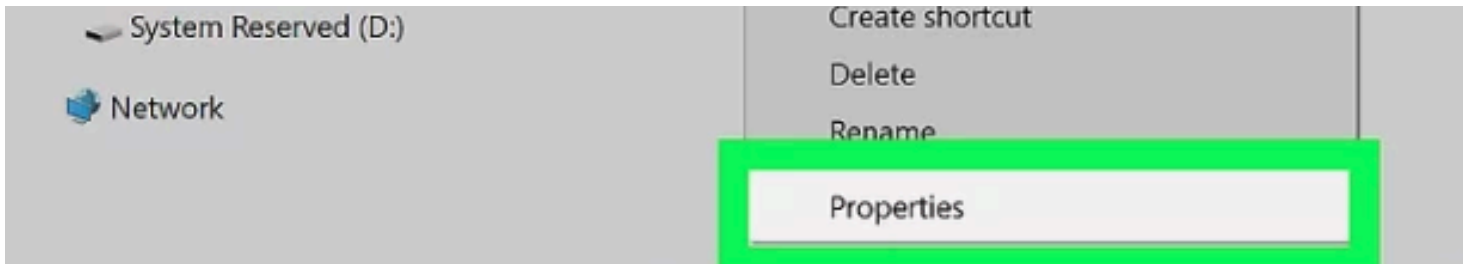 System Reserved (D:)
Network
Create shortcut
Delete
Rename
Properties